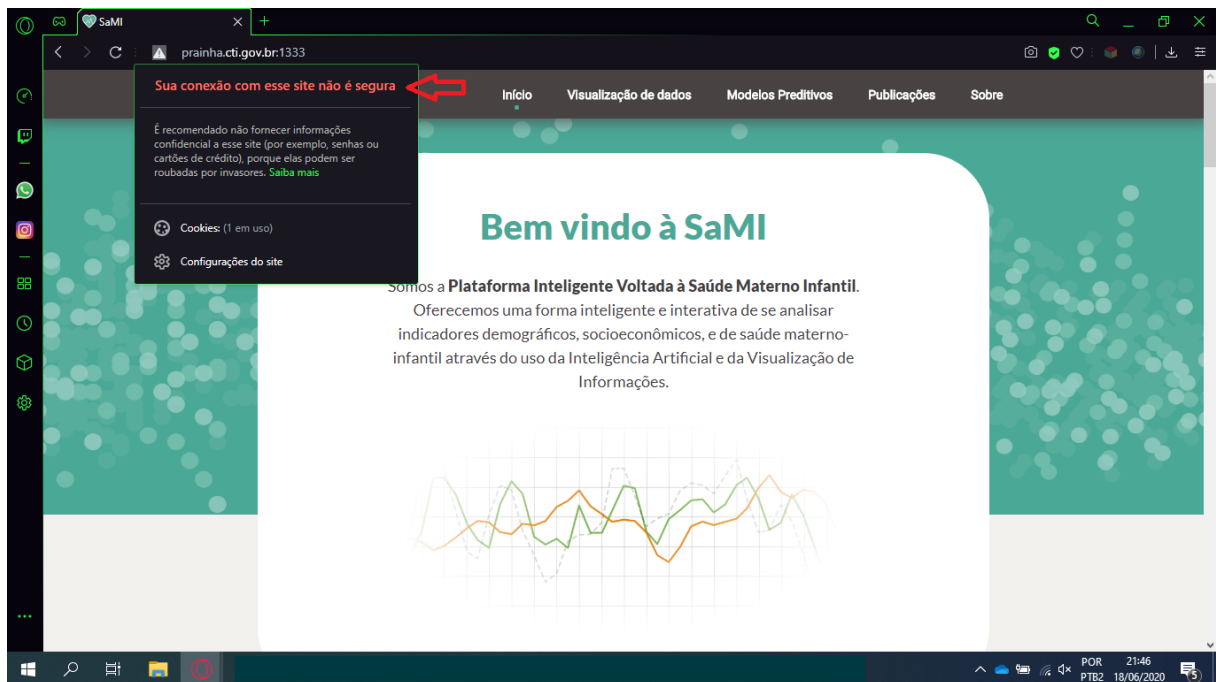 SaMI
prainha.cti.gov.br:1333
Sua conexão com esse site não é segura
É recomendado não fornecer informações
confidencial a esse site (por exemplo, senhas ou
cartões de crédito), porque elas podem ser
roubadas por invasores. Saiba mais
Cookies: (1 em uso)
Configurações do site
Início Visualização de dados Modelos Preditivos Publicações Sobre
Bem vindo à SaMI
Somos a Plataforma Inteligente Voltada à Saúde Materno Infantil.
Oferecemos uma forma inteligente e interativa de se analisar
indicadores demográficos, socioeconômicos, e de saúde materno-
infantil através do uso da Inteligência Artificial e da Visualização de
Informações.
POR 21:46
PTB2 18/06/2020
5